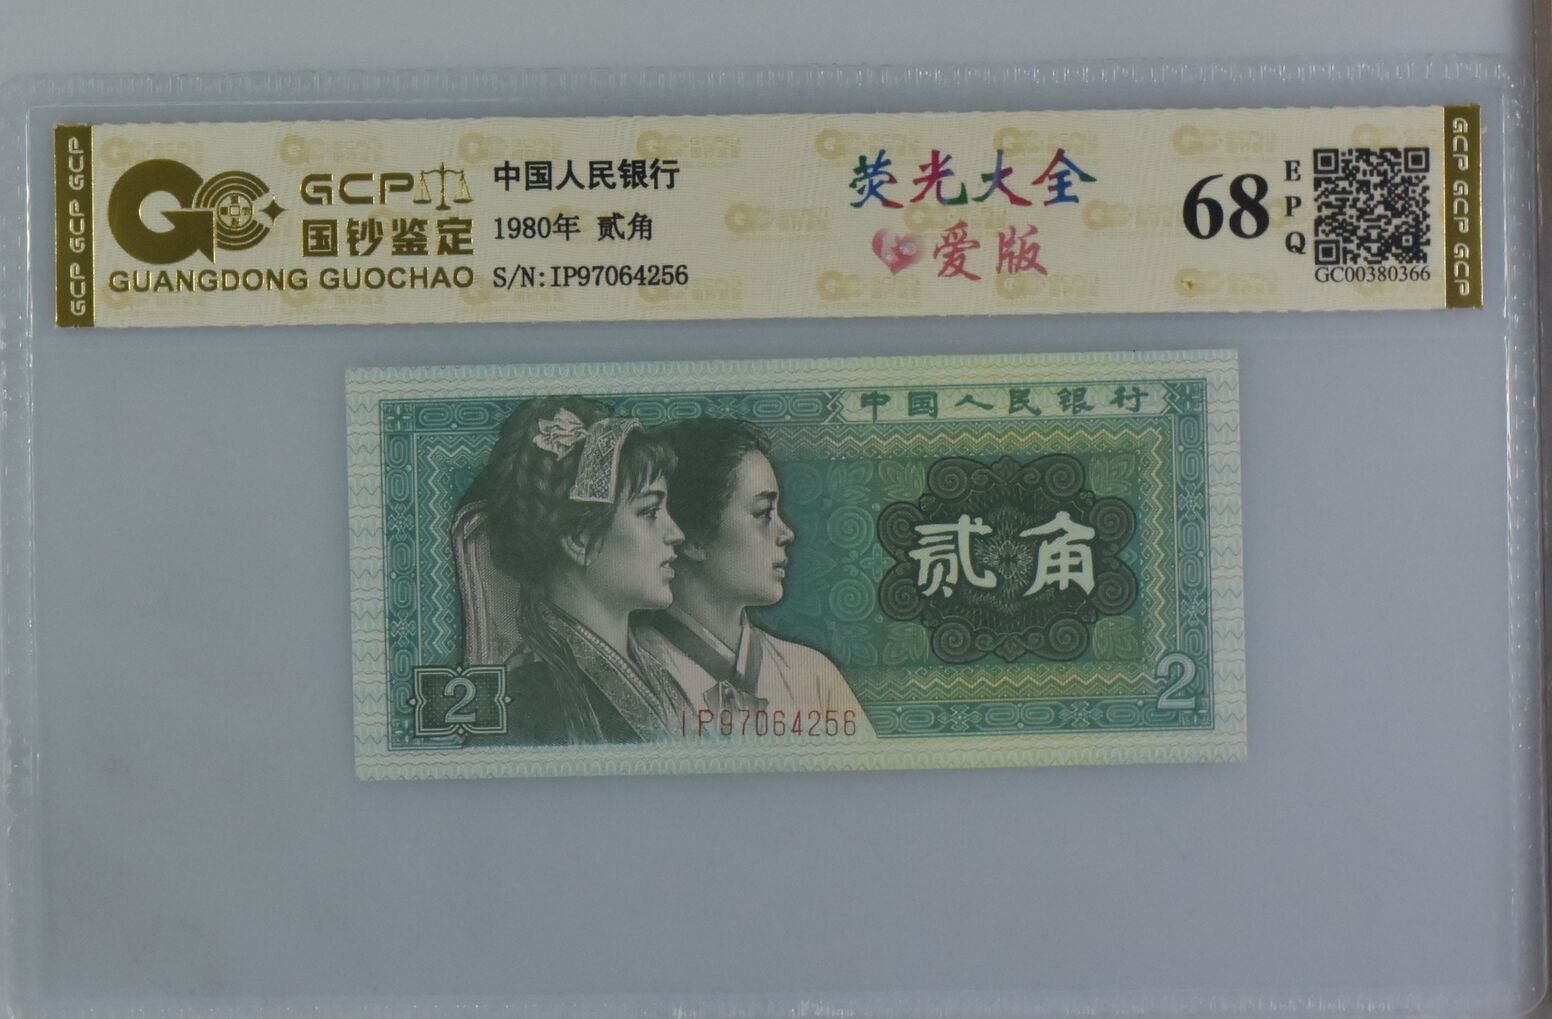 GCP GCP GCP
GCP
国钞鉴定
GUANGDONG GUOCHAO
中国人民银行
1980年 贰角
S/N:IP97064256
荧光大全
爱版
68
EPQ
GC00380366
GCP GCP GCP
中国人民银行
贰角
2
2
IP97064256